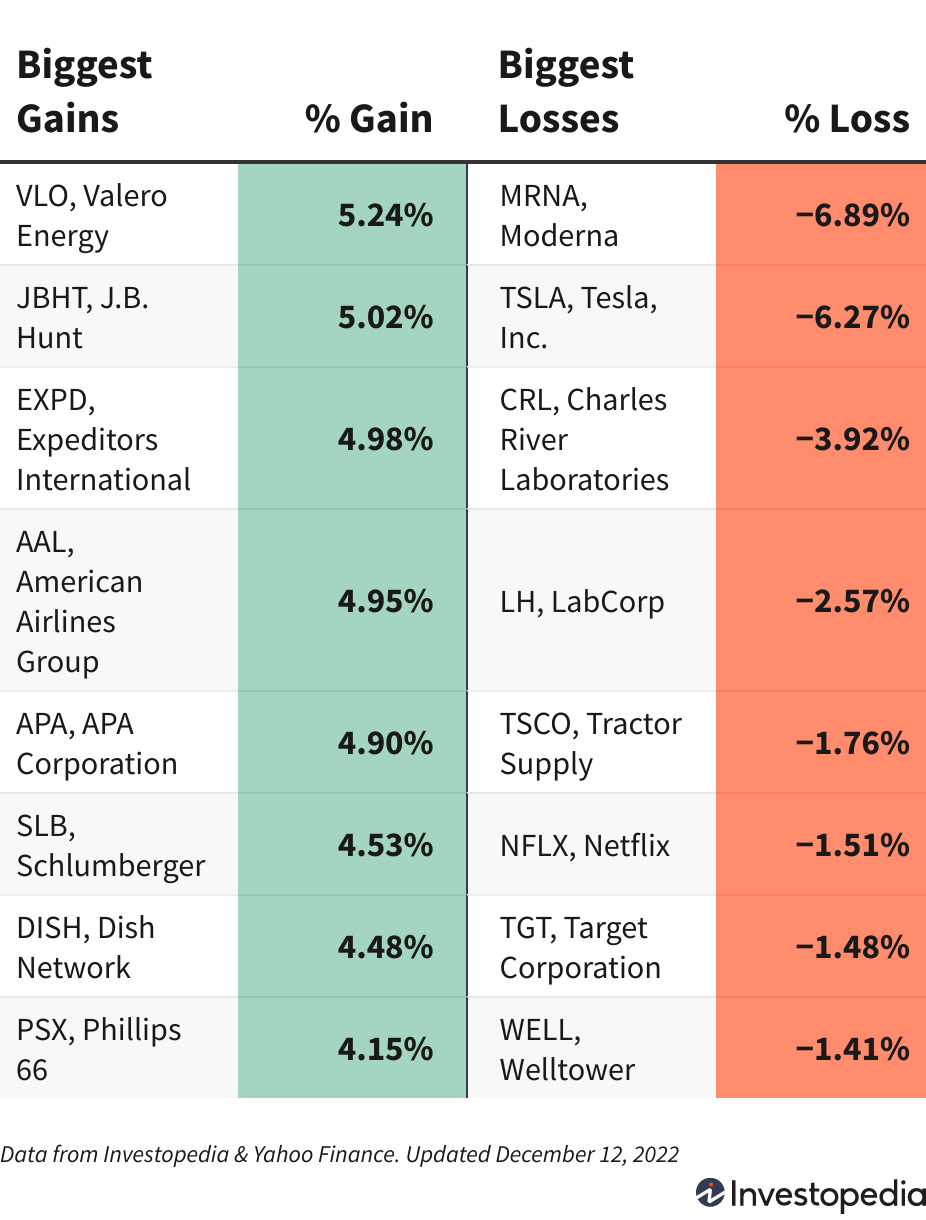 Biggest
Gains
% Gain
Biggest
Losses
% Loss
VLO, Valero
Energy
5.24%
MRNA,
Moderna
−6.89%
JBHT, J.B.
Hunt
5.02%
TSLA, Tesla,
Inc.
−6.27%
EXPD,
Expeditors
International
4.98%
CRL, Charles
River
Laboratories
−3.92%
AAL,
American
Airlines
Group
4.95%
LH, LabCorp
−2.57%
APA, APA
Corporation
4.90%
TSCO, Tractor
Supply
−1.76%
SLB,
Schlumberger
4.53%
NFLX, Netflix
−1.51%
DISH, Dish
Network
4.48%
TGT, Target
Corporation
−1.48%
PSX, Phillips
66
4.15%
WELL,
Welltower
−1.41%
Data from Investopedia & Yahoo Finance. Updated December 12, 2022
Investopedia